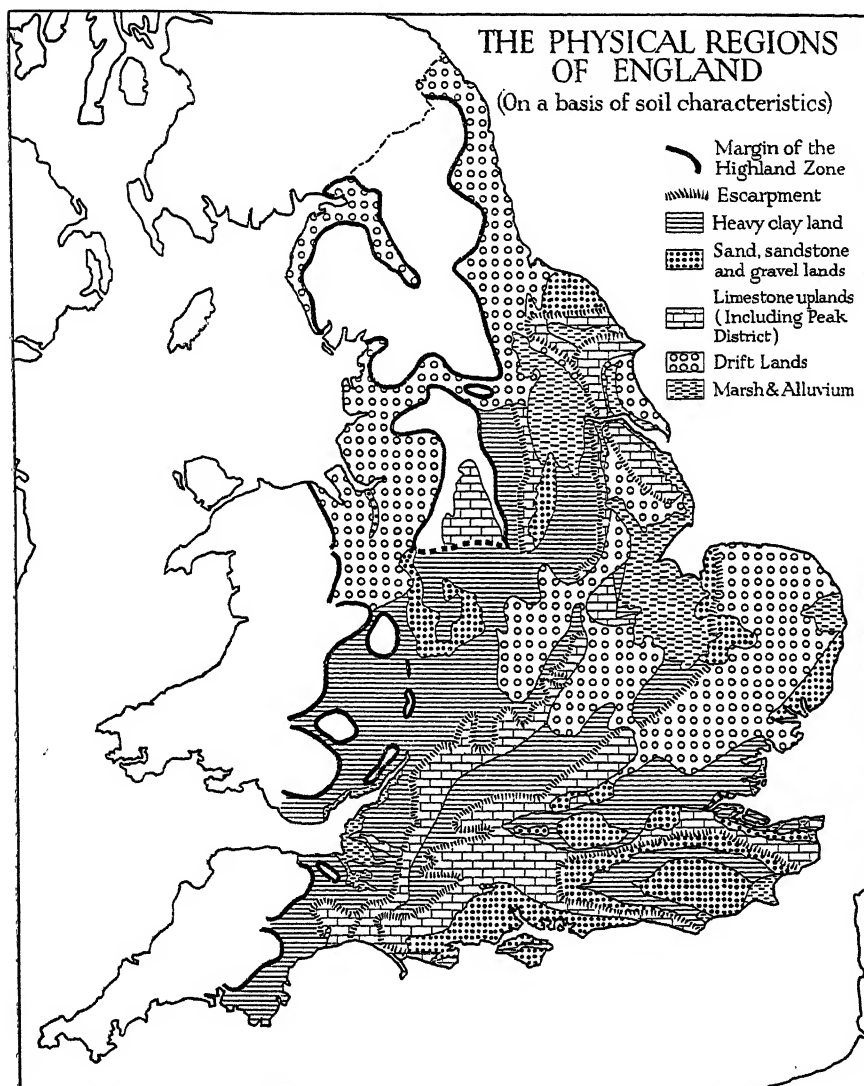 THE PHYSICAL REGIONS
OF ENGLAND
(On a basis of soil characteristics)
Margin of the
Highland Zone
Escarpment
Heavy clay land
Sand, sandstone
and gravel lands
Limestone uplands
(Including Peak
District)
Drift Lands
Marsh & Alluvium